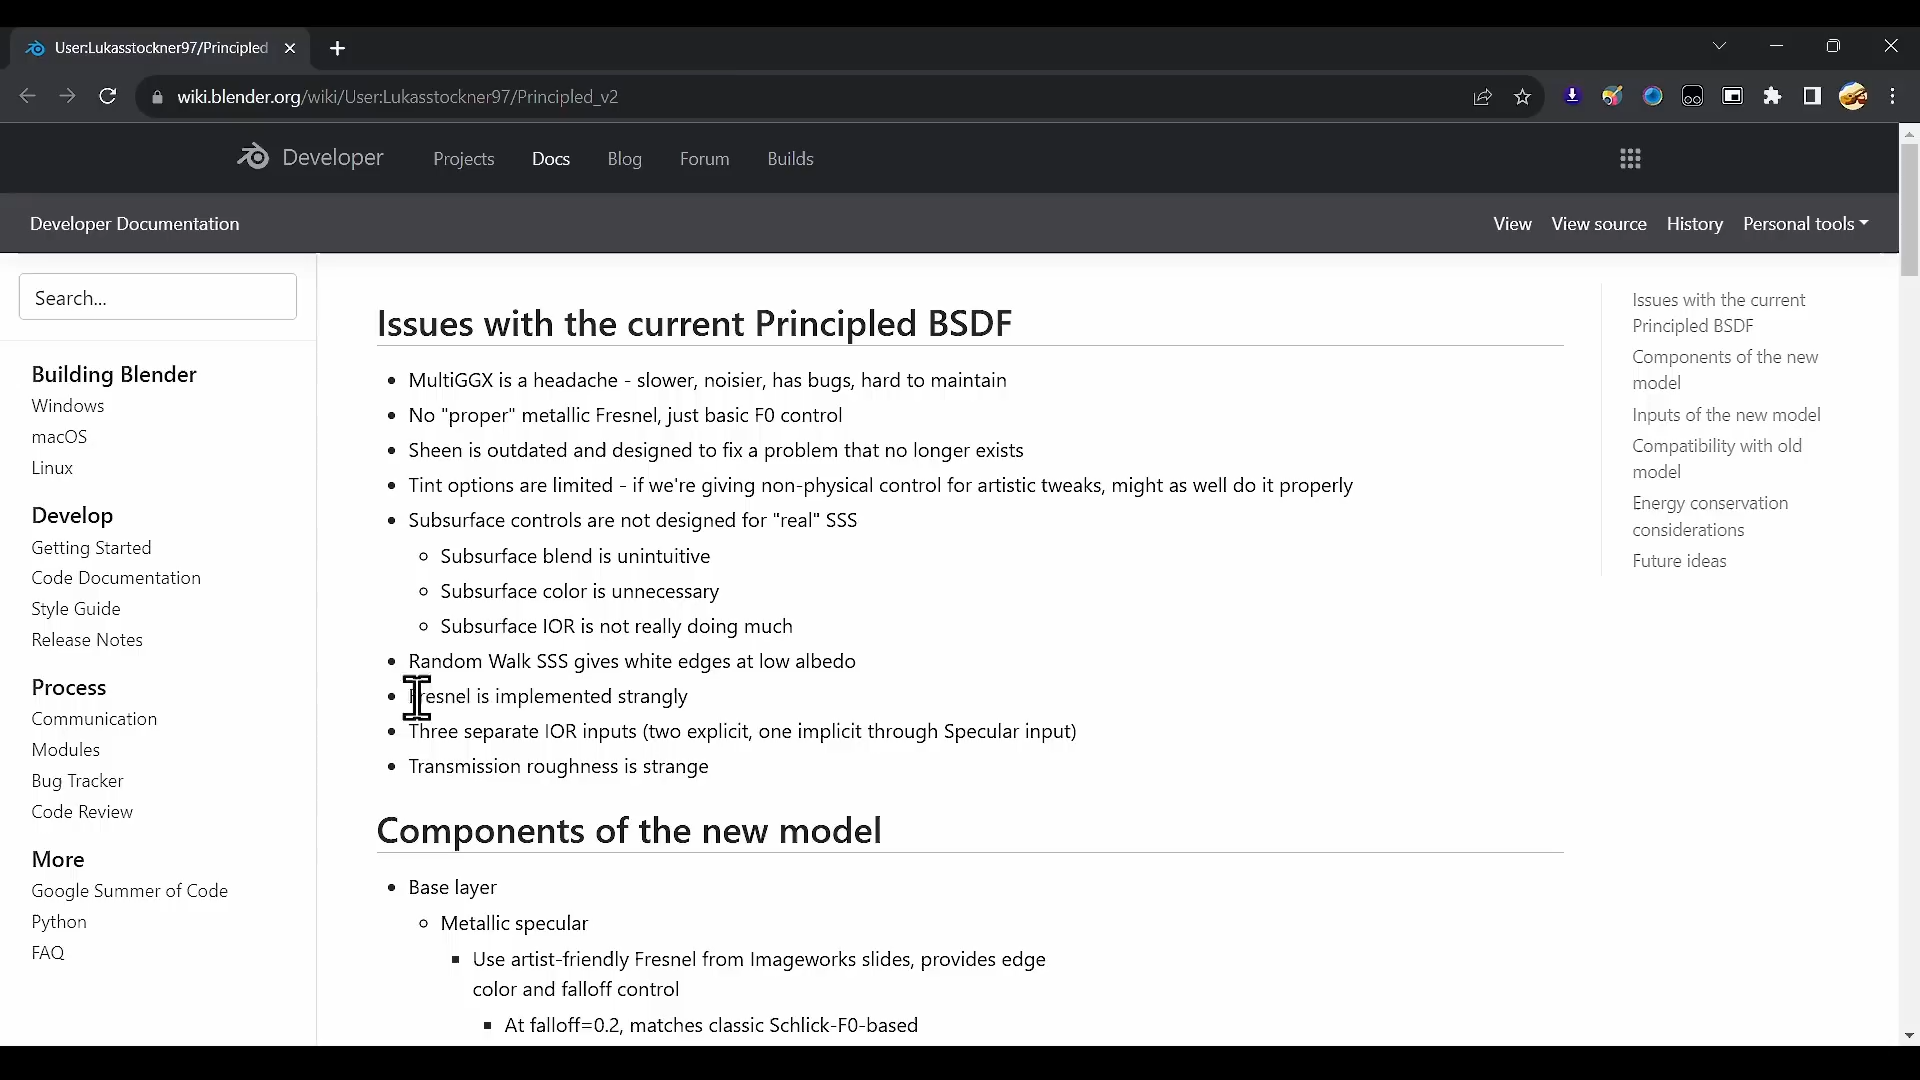 User:Lukasstockner97/Principled
wiki.blender.org/wiki/User:Lukasstockner97/Principled_v2
Developer
Projects
Docs
Blog
Forum
Builds
Developer Documentation
View
View source
History
Personal tools
Search...
Building Blender
Windows
macOS
Linux
Develop
Getting Started
Code Documentation
Style Guide
Release Notes
Process
Communication
Modules
Bug Tracker
Code Review
More
Google Summer of Code
Python
FAQ
Issues with the current Principled BSDF
MultiGGX is a headache - slower, noisier, has bugs, hard to maintain
No "proper" metallic Fresnel, just basic F0 control
Sheen is outdated and designed to fix a problem that no longer exists
Tint options are limited - if we're giving non-physical control for artistic tweaks, might as well do it properly
Subsurface controls are not designed for "real" SSS
Subsurface blend is unintuitive
Subsurface color is unnecessary
Subsurface IOR is not really doing much
Random Walk SSS gives white edges at low albedo
Fresnel is implemented strangly
Three separate IOR inputs (two explicit, one implicit through Specular input)
Transmission roughness is strange
Components of the new model
Base layer
Metallic specular
Use artist-friendly Fresnel from Imageworks slides, provides edge
color and falloff control
At falloff=0.2, matches classic Schlick-F0-based
Issues with the current
Principled BSDF
Components of the new
model
Inputs of the new model
Compatibility with old
model
Energy conservation
considerations
Future ideas